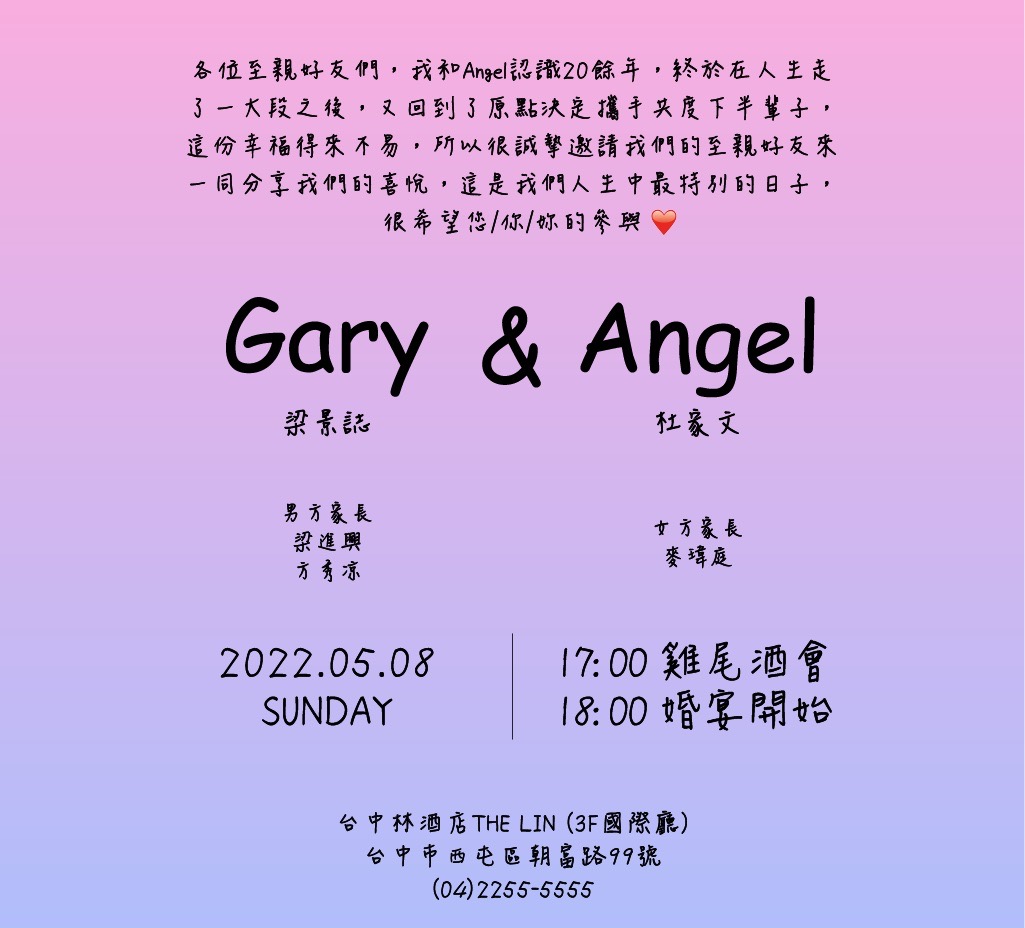 各位至親好友們，我和Angel認識20餘年，終於在人生走
了一大段之後，又回到了原點決定攜手共度下半輩子，
這份幸福得來不易，所以很誠摯邀請我們的至親好友來
一同分享我們的喜悅，這是我們人生中最特別的日子，
很希望您/你/妳的參與 ❤️
Gary & Angel
梁景誌 杜家文
男方家長
梁進興
方秀凉
女方家長
麥瑋庭
2022.05.08
SUNDAY
17:00 雞尾酒會
18:00 婚宴開始
台中林酒店THE LIN (3F國際廳)
台中市西屯區朝富路99號
(04)2255-5555